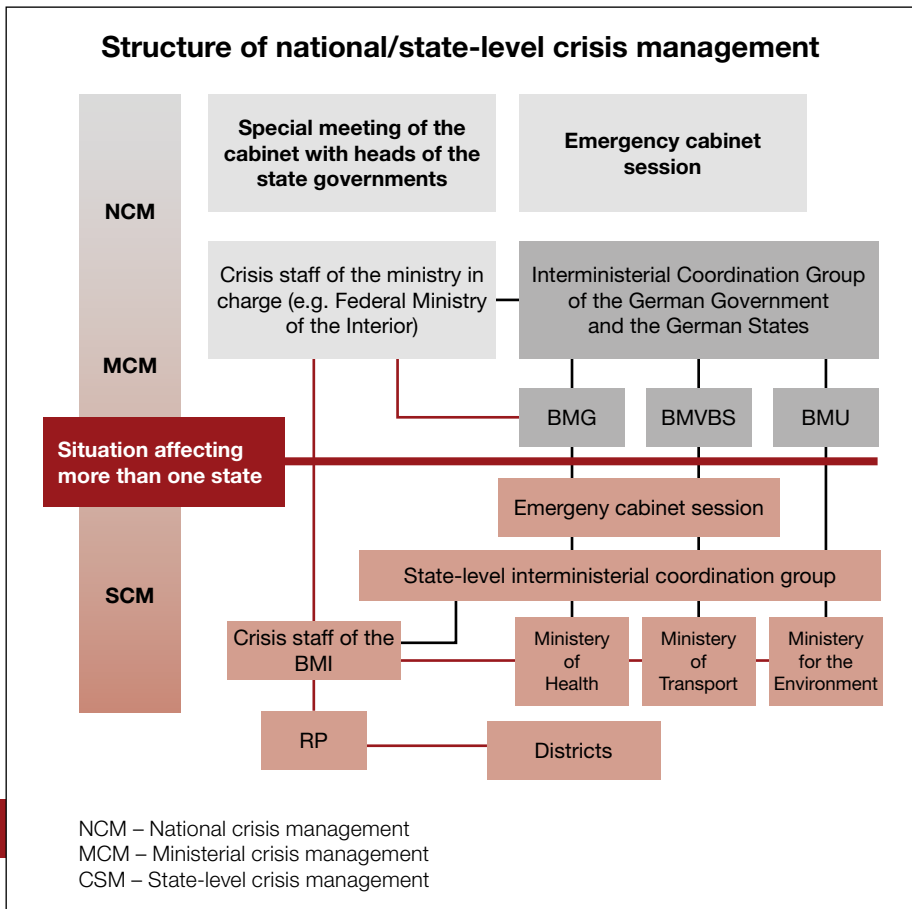 Structure of national/state-level crisis management
Special meeting of the
cabinet with heads of the
state governments
Emergency cabinet
session
NCM
Crisis staff of the ministry in
charge (e.g. Federal Ministry
of the Interior)
Interministerial Coordination Group
of the German Government
and the German States
MCM
BMG
BMVBS
BMU
Situation affecting
more than one state
Emergeny cabinet session
State-level interministerial coordination group
SCM
Crisis staff of the
BMI
Ministery
of
Health
Ministery
of
Transport
Ministery
for the
Environment
RP
Districts
NCM – National crisis management
MCM – Ministerial crisis management
CSM – State-level crisis management